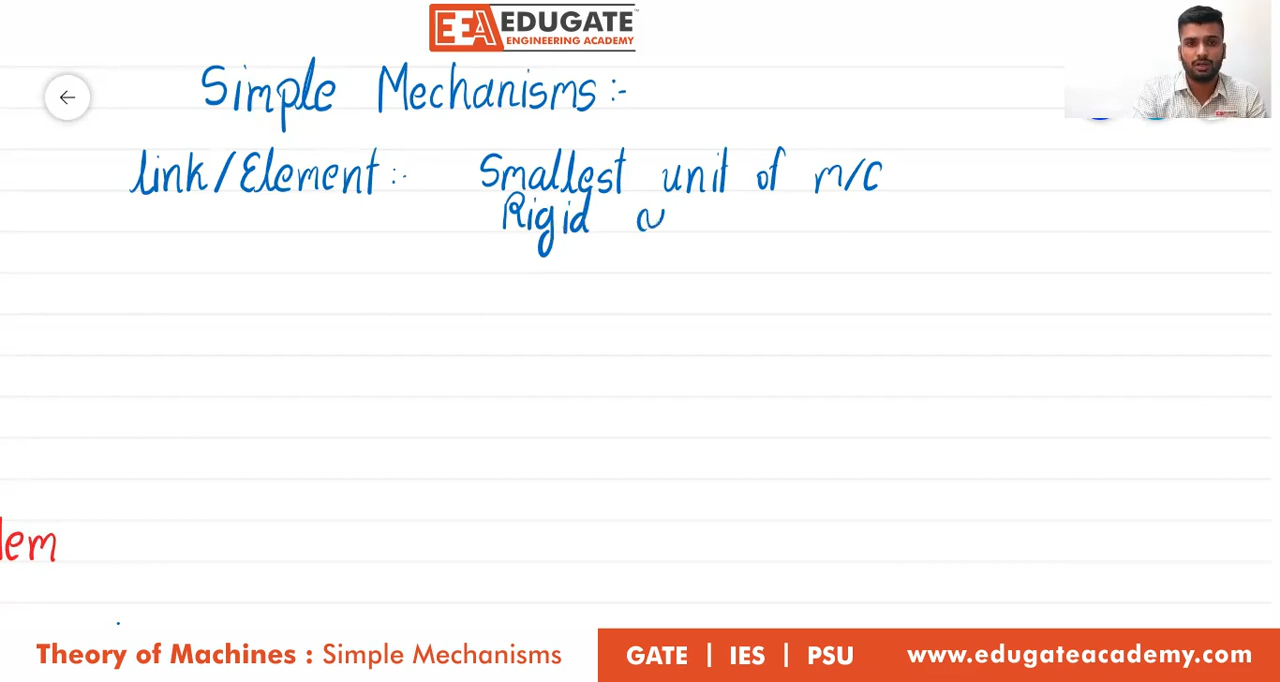 EEA EDUGATE
ENGINEERING ACADEMY
Simple Mechanisms :-
Link/Element :- Smallest unit of m/c
Rigid
lem
Theory of Machines : Simple Mechanisms
GATE | IES | PSU
www.edugateacademy.com